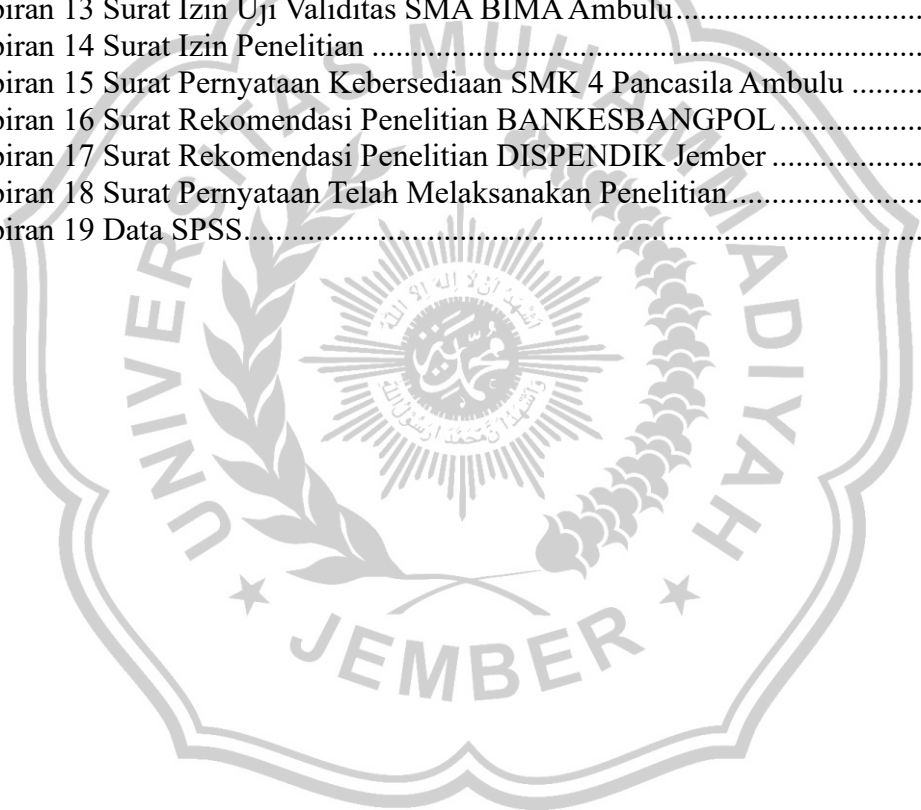 piran 13 Surat Izin Uji Validitas SMA BIMA Ambulu.................................
piran 14 Surat Izin Penelitian ......................................................................
piran 15 Surat Pernyataan Kebersediaan SMK 4 Pancasila Ambulu .........
piran 16 Surat Rekomendasi Penelitian BANKESBANGPOL ..................
piran 17 Surat Rekomendasi Penelitian DISPENDIK Jember ...................
piran 18 Surat Pernyataan Telah Melaksanakan Penelitian........................
piran 19 Data SPSS......................................................................................
UNIVERSITAS MUHAMMADIYAH
JEMBER